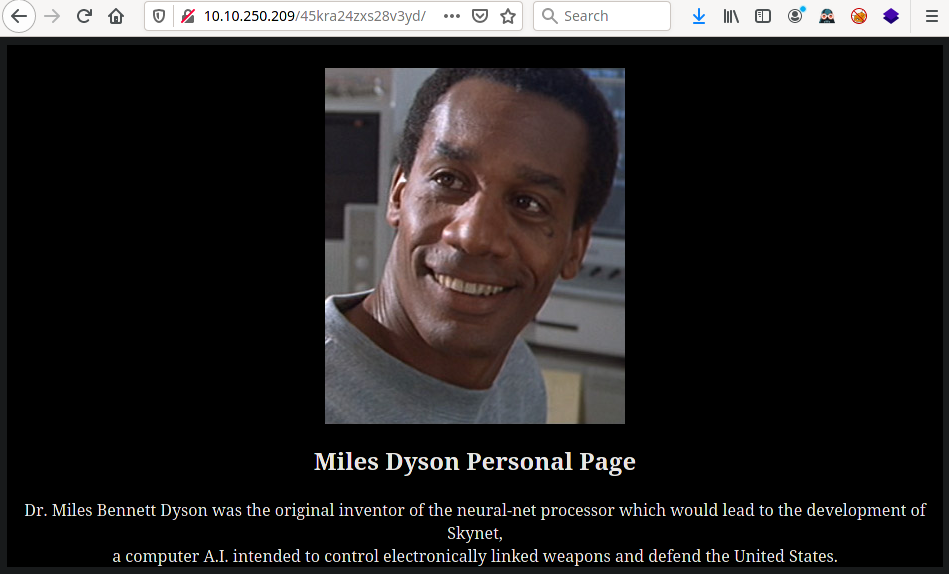 10.10.250.209/45kra24zxs28v3yd/
Search
Miles Dyson Personal Page
Dr. Miles Bennett Dyson was the original inventor of the neural-net processor which would lead to the development of
Skynet,
a computer A.I. intended to control electronically linked weapons and defend the United States.